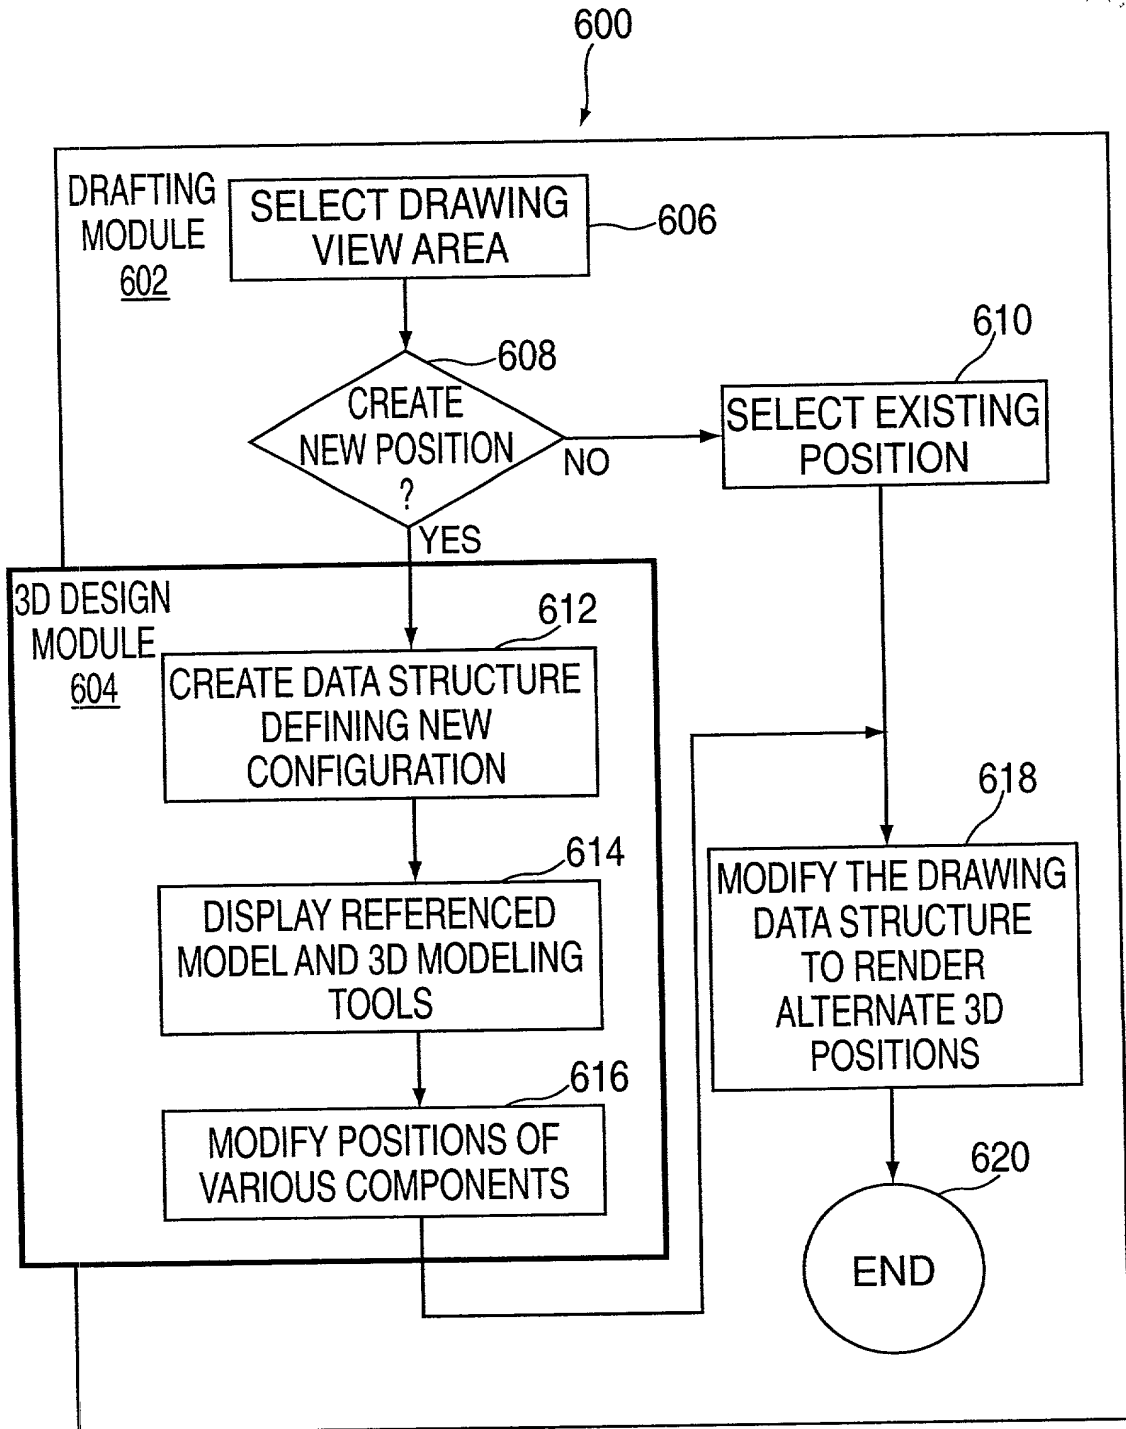 600
DRAFTING
MODULE
602
SELECT DRAWING
VIEW AREA
606
608
CREATE
NEW POSITION
?
NO
YES
610
SELECT EXISTING
POSITION
3D DESIGN
MODULE
604
612
CREATE DATA STRUCTURE
DEFINING NEW
CONFIGURATION
614
DISPLAY REFERENCED
MODEL AND 3D MODELING
TOOLS
616
MODIFY POSITIONS OF
VARIOUS COMPONENTS
618
MODIFY THE DRAWING
DATA STRUCTURE
TO RENDER
ALTERNATE 3D
POSITIONS
620
END